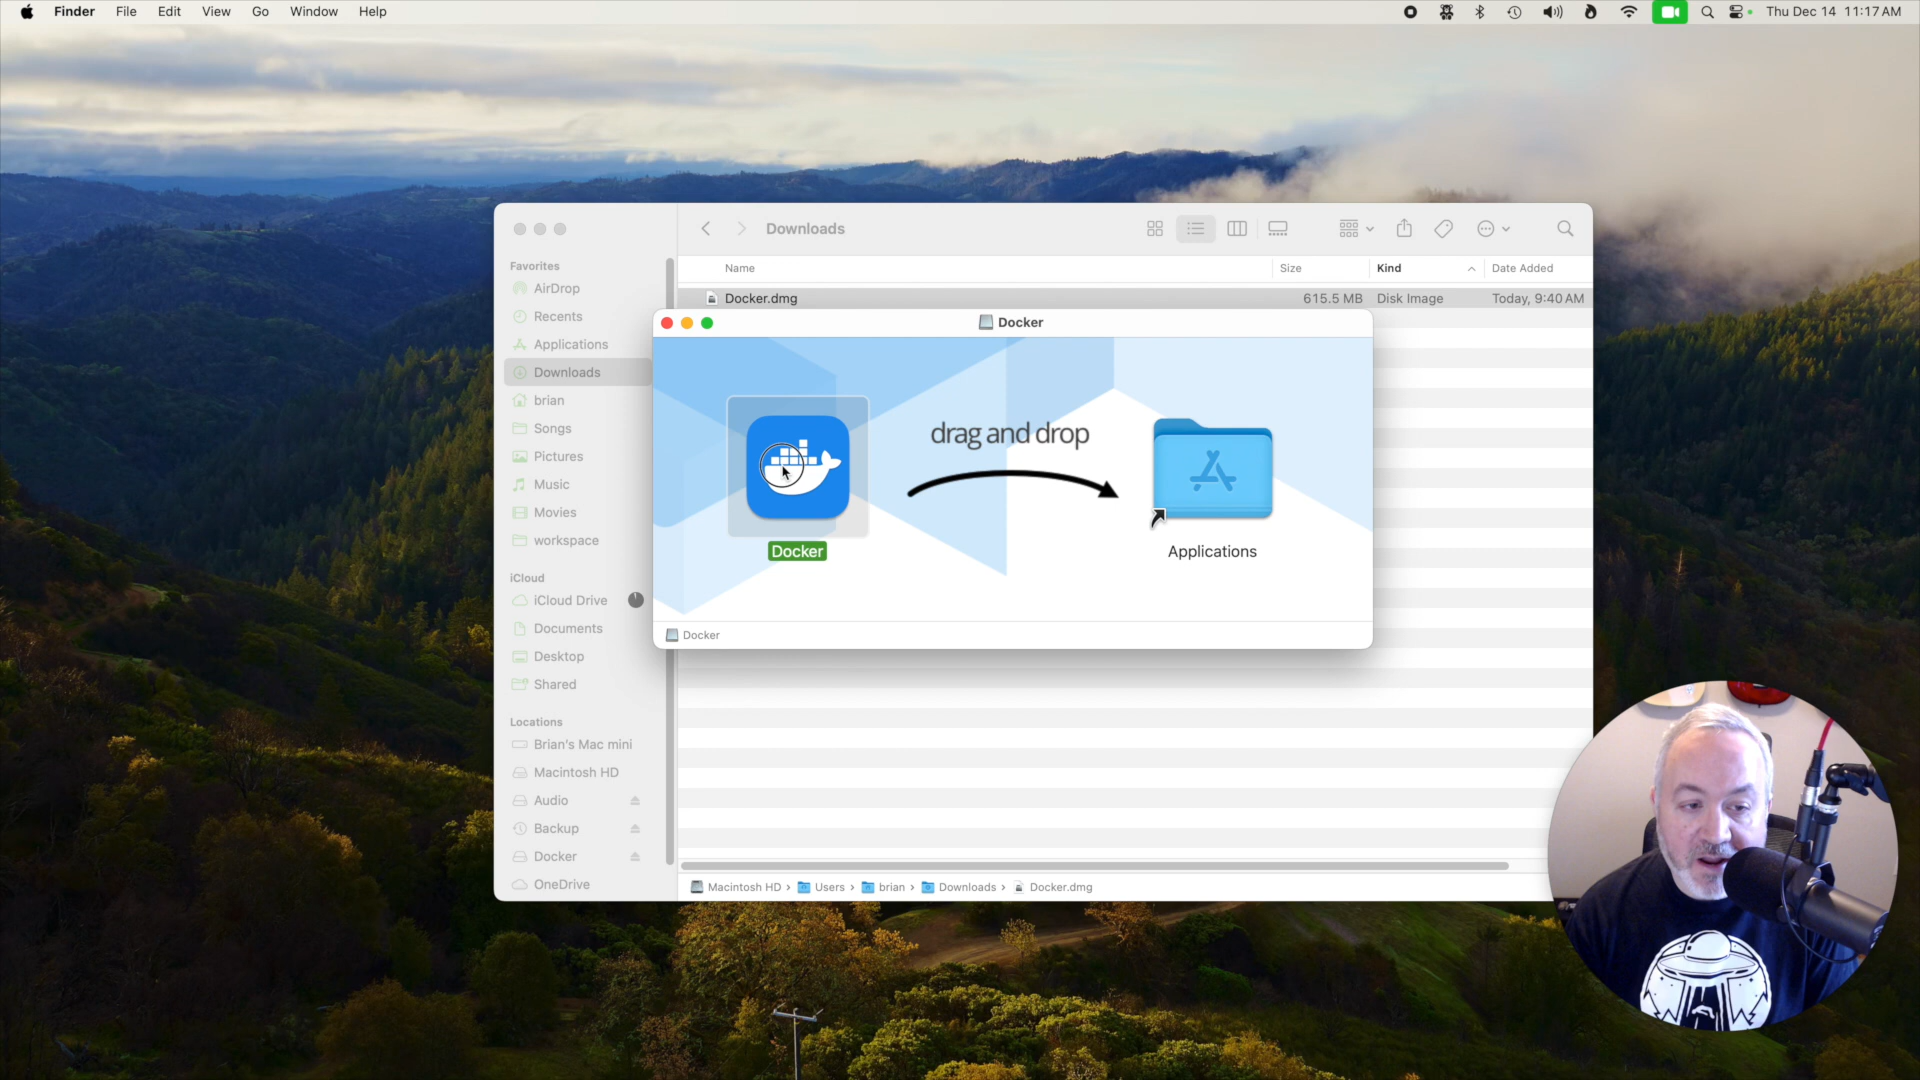 Finder File Edit View Go Window Help
Thu Dec 14 11:17 AM
Downloads
Favorites
AirDrop
Recents
Applications
Downloads
brian
Songs
Pictures
Music
Movies
workspace
iCloud
iCloud Drive
Documents
Desktop
Shared
Locations
Brian's Mac mini
Macintosh HD
Audio
Backup
Docker
OneDrive
Name Size Kind Date Added
Docker.dmg 615.5 MB Disk Image Today, 9:40 AM
Docker
drag and drop
Docker
Applications
Docker
Macintosh HD › Users › brian › Downloads › Docker.dmg